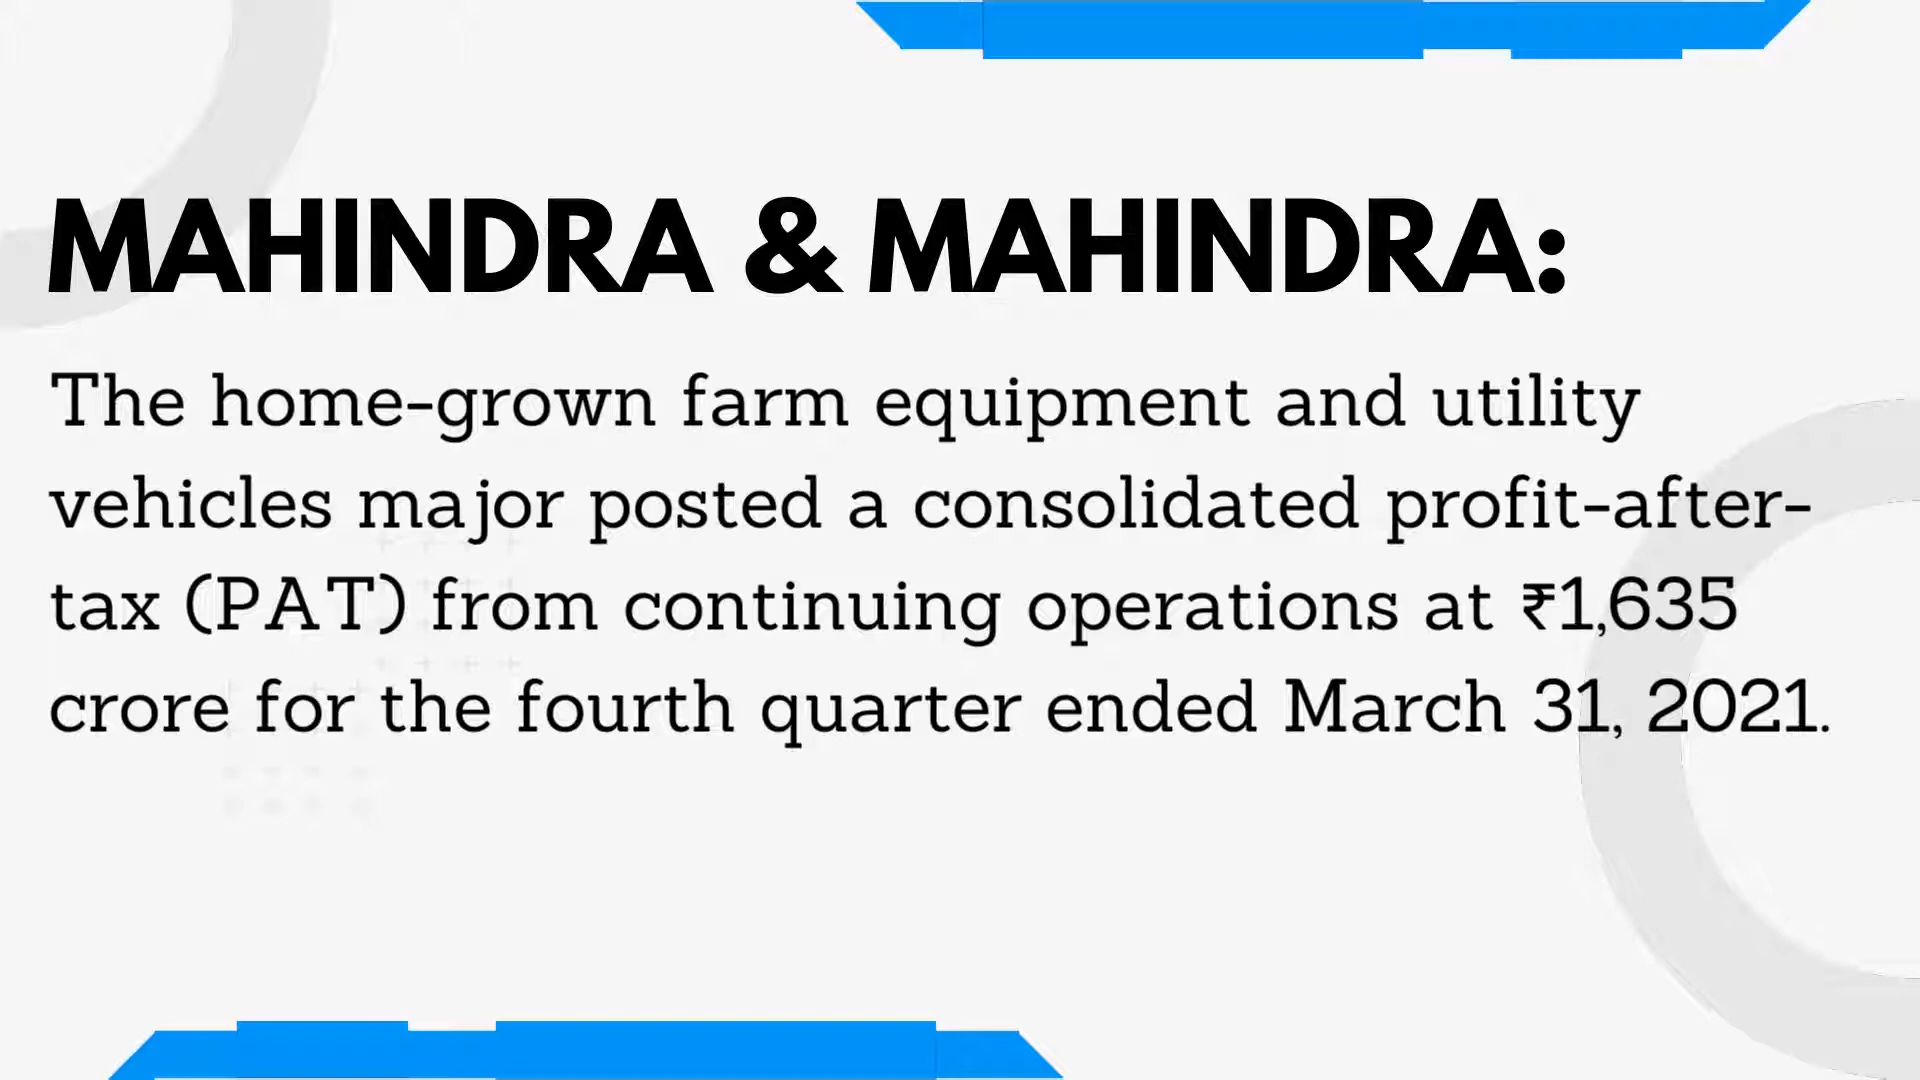 MAHINDRA & MAHINDRA:
The home-grown farm equipment and utility
vehicles major posted a consolidated profit-after-
tax (PAT) from continuing operations at ₹1,635
crore for the fourth quarter ended March 31, 2021.